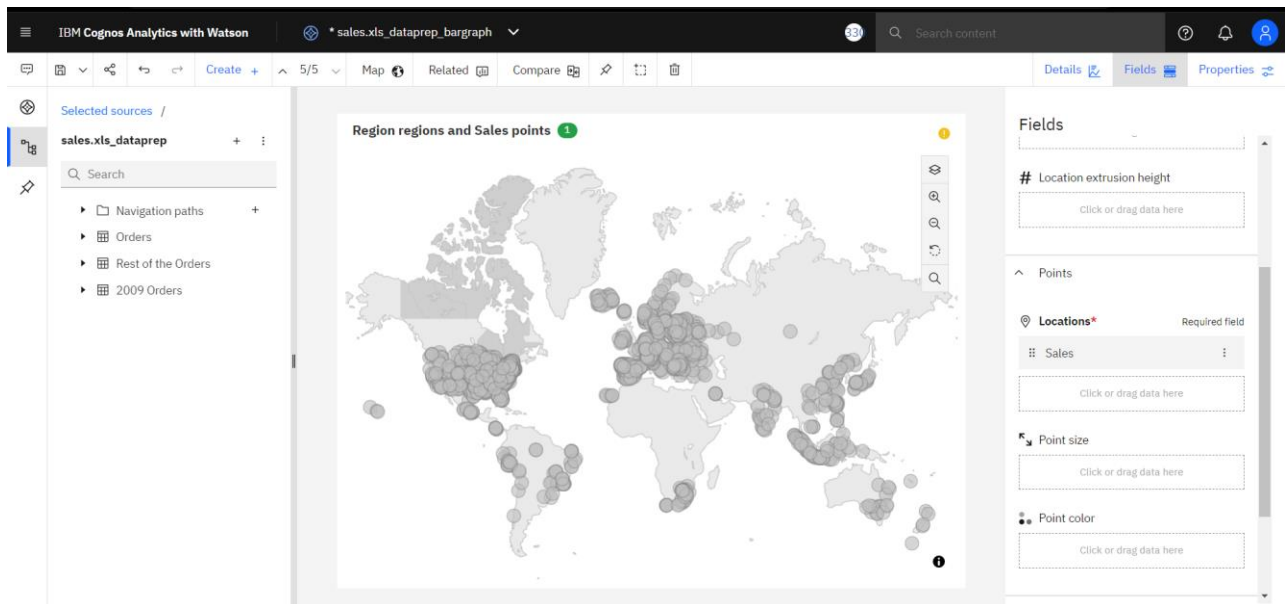 IBM Cognos Analytics with Watson
* sales.xls_dataprep_bargraph
330
Search content
Create +
5/5
Map
Related
Compare
Details
Fields
Properties
Selected sources /
sales.xls_dataprep
Search
Navigation paths
Orders
Rest of the Orders
2009 Orders
Region regions and Sales points 1
Fields
# Location extrusion height
Click or drag data here
Points
Locations* Required field
Sales
Click or drag data here
Point size
Click or drag data here
Point color
Click or drag data here